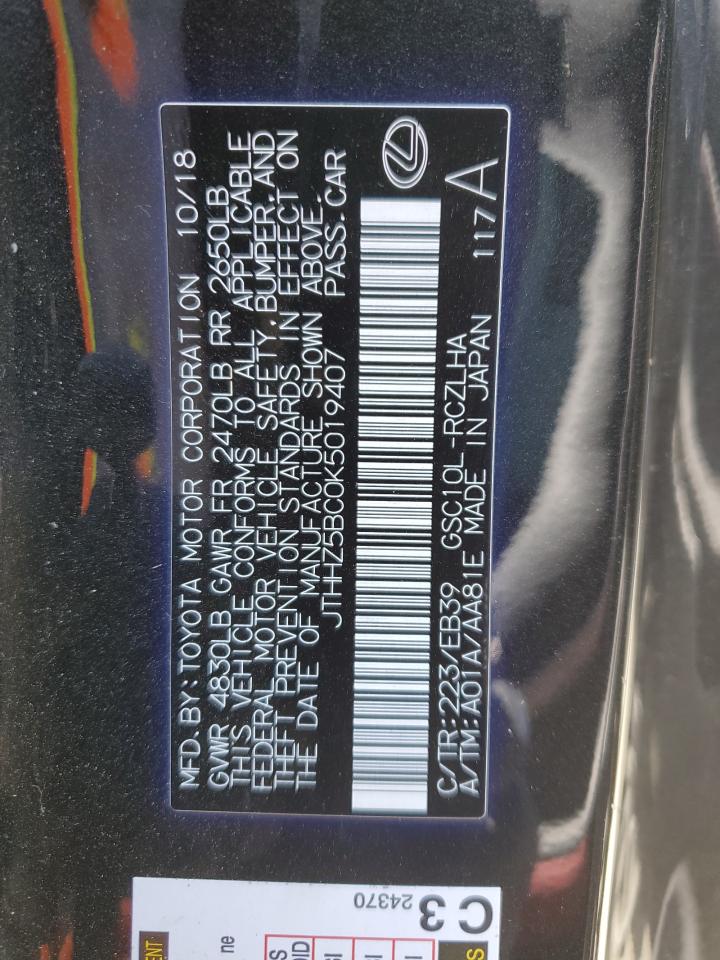 MFD. BY: TOYOTA MOTOR CORPORATION 10/18
GVWR 4830LB GAWR FR 2470LB RR 2650LB
THIS VEHICLE CONFORMS TO ALL APPLICABLE
FEDERAL MOTOR VEHICLE SAFETY, BUMPER, AND
THEFT PREVENTION STANDARDS IN EFFECT ON
THE DATE OF MANUFACTURE SHOWN ABOVE.
JTHHZ5BC0K5019407 PASS. CAR
C/TR:223/EB39 GSC10L-RCZLHA
A/TM:A01A/AA81E MADE IN JAPAN 117A
C3
24370